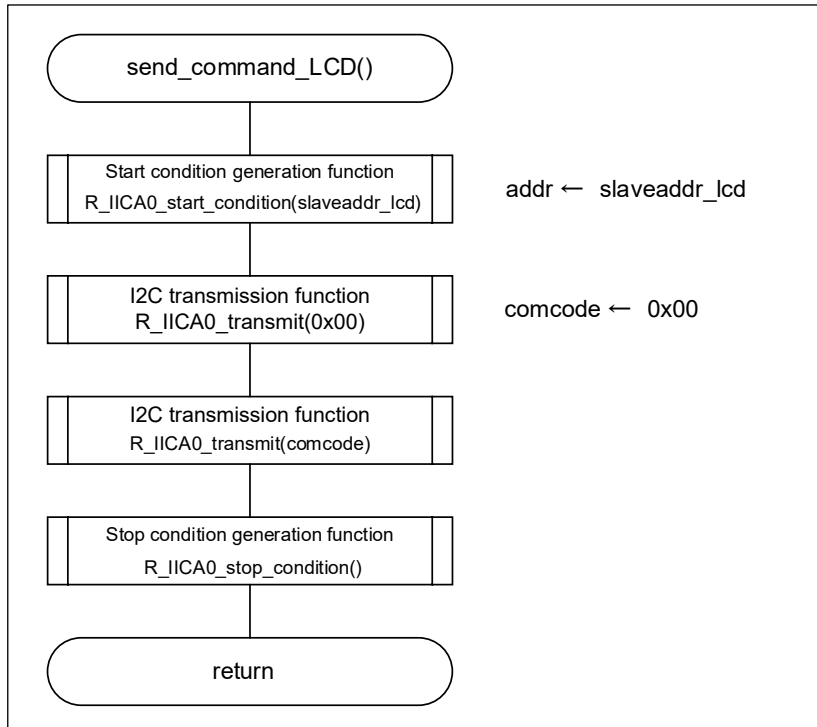 send_command_LCD()
Start condition generation function
R_IICA0_start_condition(slaveaddr_lcd)
addr ← slaveaddr_lcd
I2C transmission function
R_IICA0_transmit(0x00)
comcode ← 0x00
I2C transmission function
R_IICA0_transmit(comcode)
Stop condition generation function
R_IICA0_stop_condition()
return